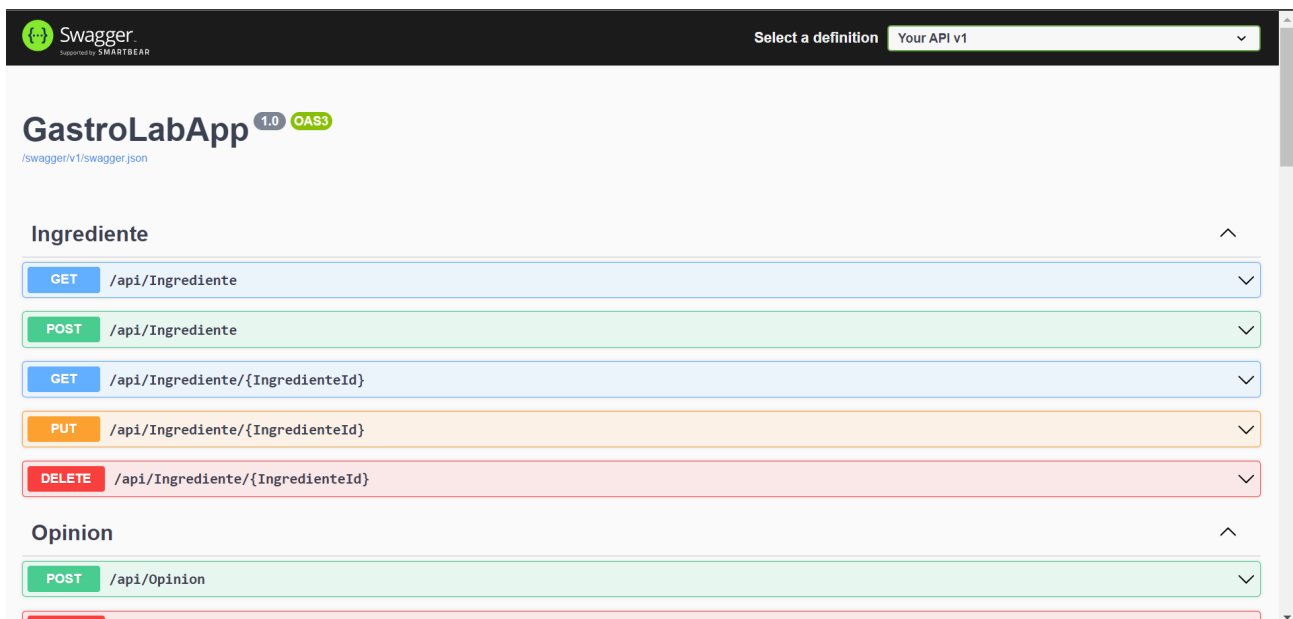 Swagger.
Supported by SMARTBEAR
Select a definition
Your API v1
GastroLabApp 1.0 OAS3
/swagger/v1/swagger.json
Ingrediente
GET /api/Ingrediente
POST /api/Ingrediente
GET /api/Ingrediente/{IngredienteId}
PUT /api/Ingrediente/{IngredienteId}
DELETE /api/Ingrediente/{IngredienteId}
Opinion
POST /api/Opinion